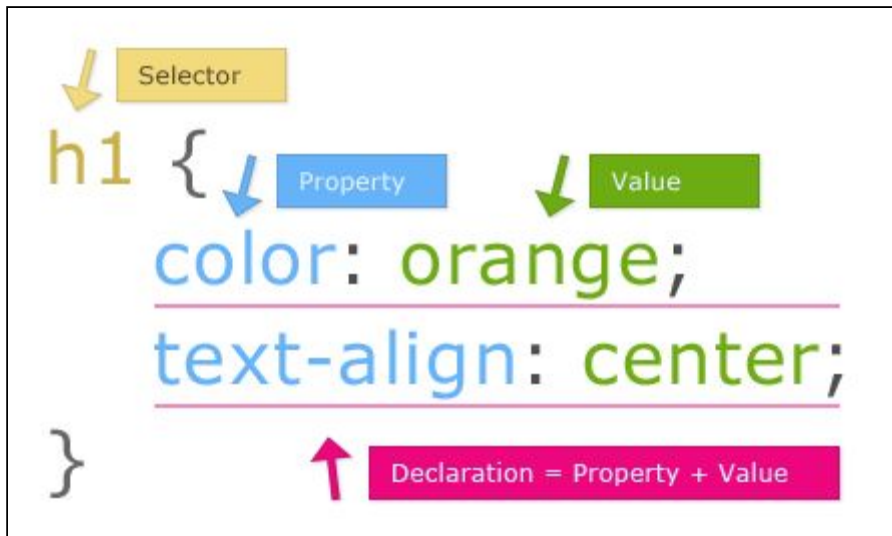 Selector
h1 {
Property
Value
color: orange;
text-align: center;
}
Declaration = Property + Value